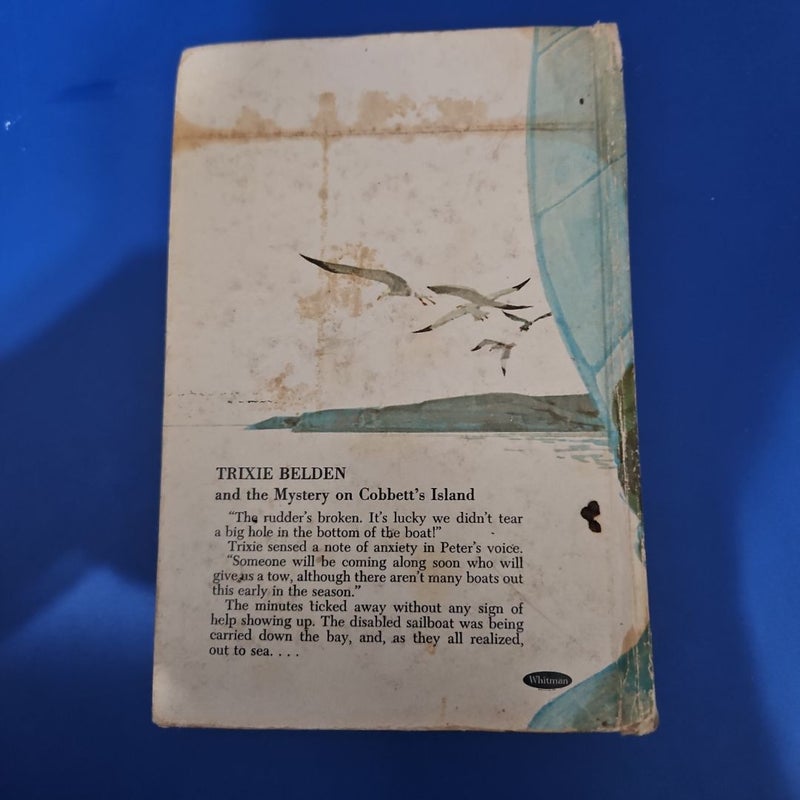 TRIXIE BELDEN
and the Mystery on Cobbett's Island
"The rudder's broken. It's lucky we didn't tear
a big hole in the bottom of the boat!"
Trixie sensed a note of anxiety in Peter's voice.
"Someone will be coming along soon who will
give us a tow, although there aren't many boats out
this early in the season."
The minutes ticked away without any sign of
help showing up. The disabled sailboat was being
carried down the bay, and, as they all realized,
out to sea. . . .
Whitman